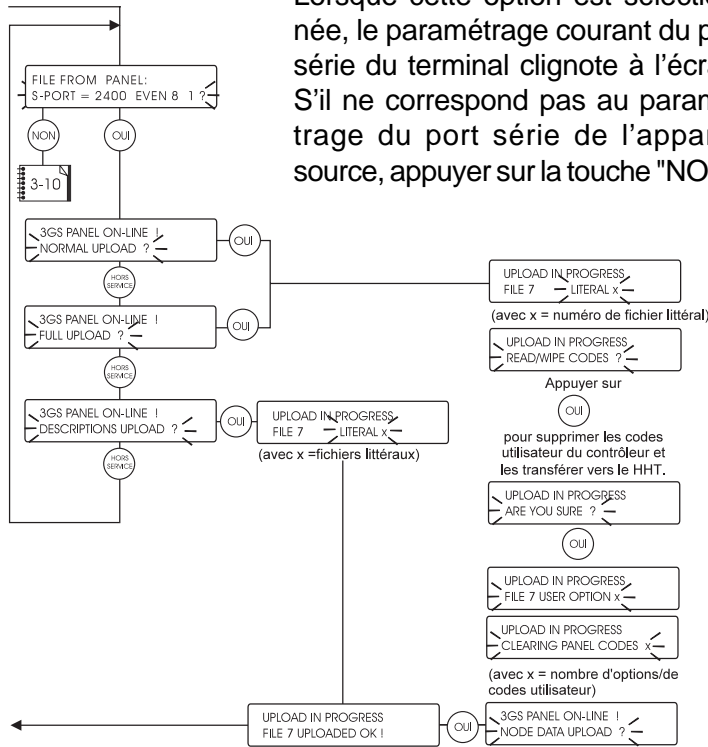 Lorsque cette option est sélection
née, le paramétrage courant du p
série du terminal clignote à l'écra
S'il ne correspond pas au param
trage du port série de l'appar
source, appuyer sur la touche "NO
FILE FROM PANEL:
S-PORT = 2400 EVEN 8 1 ?
NON
OUI
3-10
3GS PANEL ON-LINE !
NORMAL UPLOAD ?
OUI
HORS
SERVICE
3GS PANEL ON-LINE !
FULL UPLOAD ?
OUI
HORS
SERVICE
3GS PANEL ON-LINE !
DESCRIPTIONS UPLOAD ?
OUI
UPLOAD IN PROGRESS
FILE 7 LITERAL x
(avec x =fichiers littéraux)
HORS
SERVICE
UPLOAD IN PROGRESS
FILE 7 LITERAL x
(avec x = numéro de fichier littéral)
UPLOAD IN PROGRESS
READ/WIPE CODES ?
Appuyer sur
OUI
pour supprimer les codes
utilisateur du contrôleur et
les transférer vers le HHT.
UPLOAD IN PROGRESS
ARE YOU SURE ?
OUI
UPLOAD IN PROGRESS
FILE 7 USER OPTION x
UPLOAD IN PROGRESS
CLEARING PANEL CODES x
(avec x = nombre d'options/de
codes utilisateur)
3GS PANEL ON-LINE !
NODE DATA UPLOAD ?
OUI
UPLOAD IN PROGRESS
FILE 7 UPLOADED OK !